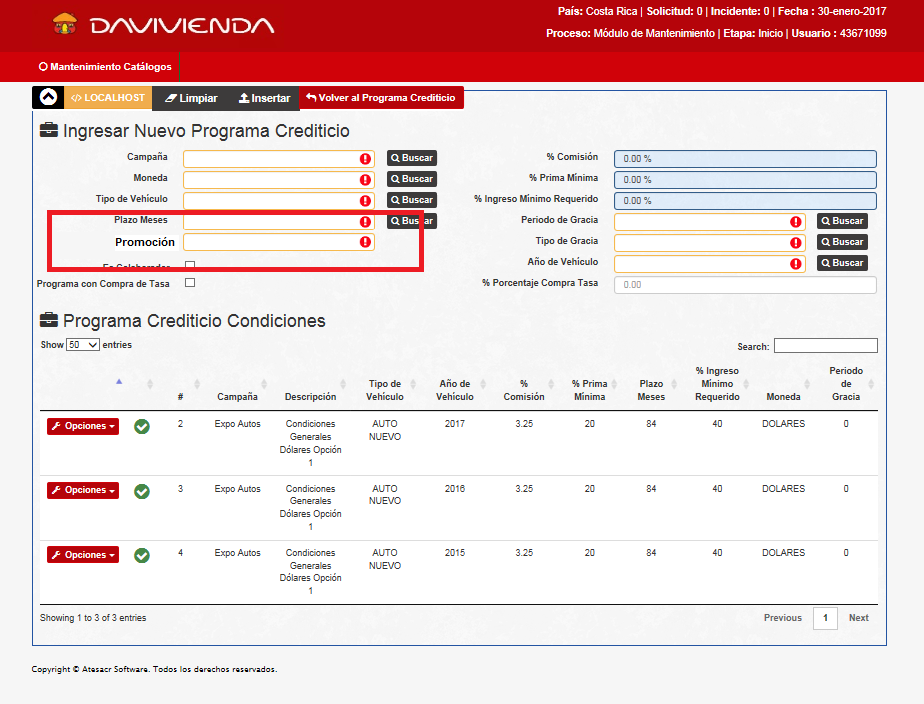 DAVIVIENDA
País: Costa Rica | Solicitud: 0 | Incidente: 0 | Fecha : 30-enero-2017
Proceso: Módulo de Mantenimiento | Etapa: Inicio | Usuario : 43671099
Mantenimiento Catálogos
</> LOCALHOST Limpiar Insertar Volver al Programa Crediticio
Ingresar Nuevo Programa Crediticio
Campaña Buscar % Comisión 0.00 %
Moneda Buscar % Prima Mínima 0.00 %
Tipo de Vehículo Buscar % Ingreso Mínimo Requerido 0.00 %
Plazo Meses Buscar Periodo de Gracia Buscar
Promoción Tipo de Gracia Buscar
Es Colaborador Año de Vehículo Buscar
Programa con Compra de Tasa % Porcentaje Compra Tasa 0.00
Programa Crediticio Condiciones
Show 50 entries Search:
# Campaña Descripción Tipo de Vehículo Año de Vehículo % Comisión % Prima Mínima Plazo Meses % Ingreso Mínimo Requerido Moneda Periodo de Gracia
Opciones 2 Expo Autos Condiciones Generales Dólares Opción 1 AUTO NUEVO 2017 3.25 20 84 40 DOLARES 0
Opciones 3 Expo Autos Condiciones Generales Dólares Opción 1 AUTO NUEVO 2016 3.25 20 84 40 DOLARES 0
Opciones 4 Expo Autos Condiciones Generales Dólares Opción 1 AUTO NUEVO 2015 3.25 20 84 40 DOLARES 0
Showing 1 to 3 of 3 entries Previous 1 Next
Copyright © Atesacr Software. Todos los derechos reservados.